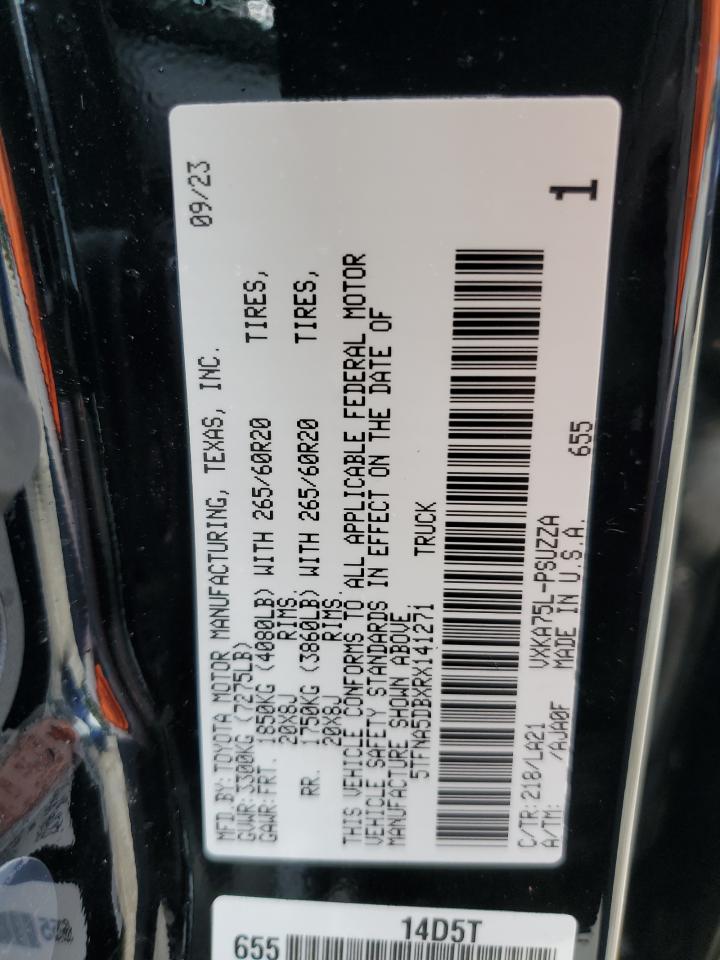 MFD.BY:TOYOTA MOTOR MANUFACTURING, TEXAS, INC. 09/23
GVWR:3300KG (7275LB)
GAWR:FRT. 1850KG (4080LB) WITH 265/60R20 TIRES,
20X8J RIMS.
RR. 1750KG (3860LB) WITH 265/60R20 TIRES,
20X8J RIMS.
THIS VEHICLE CONFORMS TO ALL APPLICABLE FEDERAL MOTOR
VEHICLE SAFETY STANDARDS IN EFFECT ON THE DATE OF
MANUFACTURE SHOWN ABOVE.
5TFNA5DBXRX141271 TRUCK
C/TR:218/LA21 VXKA75L-PSUZZA
A/TM: /AJA0F MADE IN U.S.A. 655
1
14D5T
655